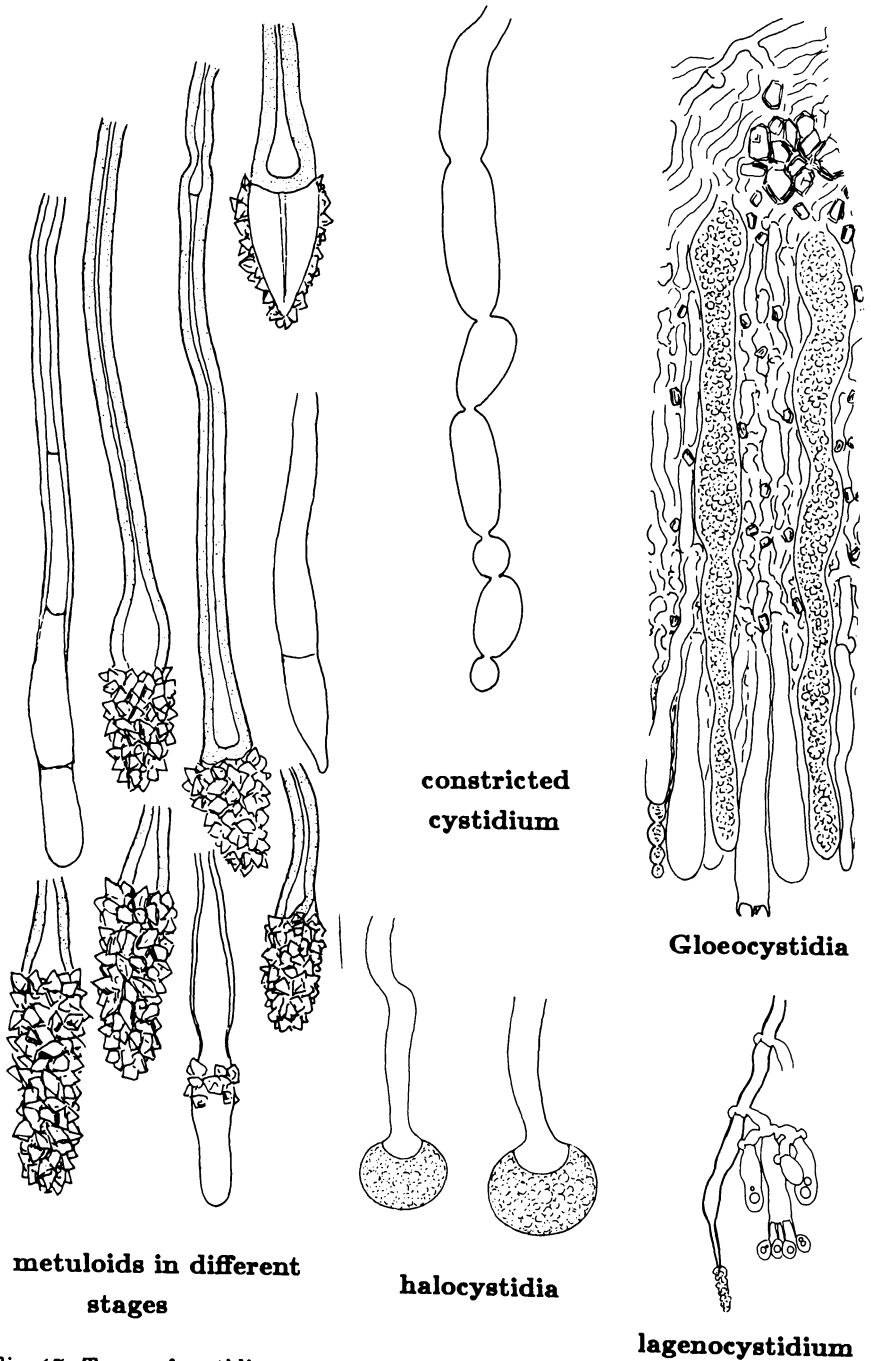 constricted
cystidium
Gloeocystidia
metuloids in different
stages
halocystidia
lagenocystidium